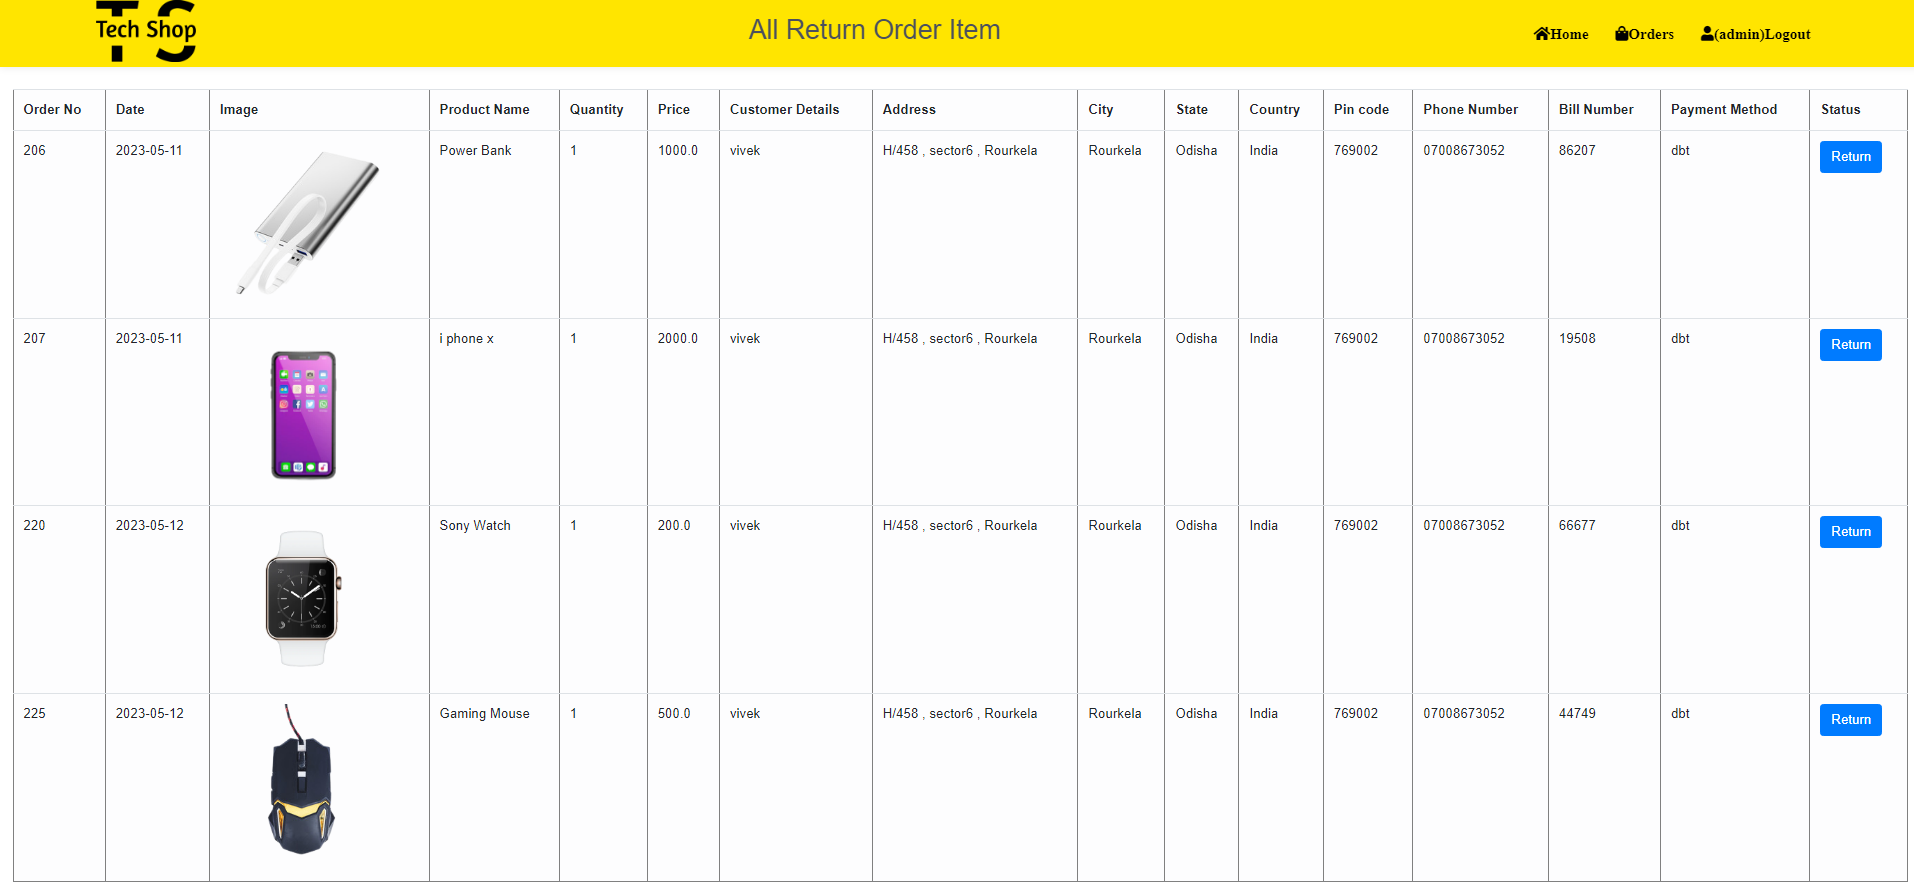 TS
Tech Shop
All Return Order Item
Home Orders (admin)Logout
Order No Date Image Product Name Quantity Price Customer Details Address City State Country Pin code Phone Number Bill Number Payment Method Status
206 2023-05-11 Power Bank 1 1000.0 vivek H/458 , sector6 , Rourkela Rourkela Odisha India 769002 07008673052 86207 dbt Return
207 2023-05-11 i phone x 1 2000.0 vivek H/458 , sector6 , Rourkela Rourkela Odisha India 769002 07008673052 19508 dbt Return
220 2023-05-12 Sony Watch 1 200.0 vivek H/458 , sector6 , Rourkela Rourkela Odisha India 769002 07008673052 66677 dbt Return
225 2023-05-12 Gaming Mouse 1 500.0 vivek H/458 , sector6 , Rourkela Rourkela Odisha India 769002 07008673052 44749 dbt Return